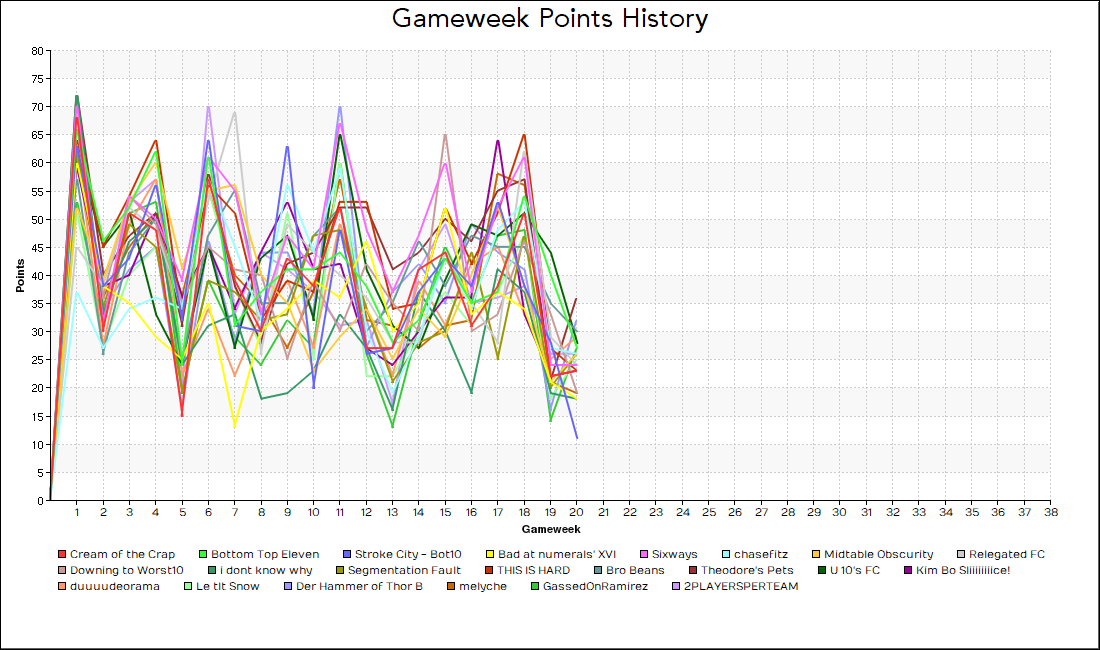 Gameweek Points History
80
75
70
65
60
55
50
45
40
35
30
25
20
15
10
5
0
Points
1 2 3 4 5 6 7 8 9 10 11 12 13 14 15 16 17 18 19 20 21 22 23 24 25 26 27 28 29 30 31 32 33 34 35 36 37 38
Gameweek
Cream of the Crap Bottom Top Eleven Stroke City - Bot10 Bad at numerals' XVI Sixways chasefitz Midtable Obscurity Relegated FC
Downing to Worst10 i dont know why Segmentation Fault THIS IS HARD Bro Beans Theodore's Pets U 10's FC Kim Bo Sliiiiiiiiice!
duuuudeorama Le tit Snow Der Hammer of Thor B melyche GassedOnRamirez 2PLAYERSPERTEAM